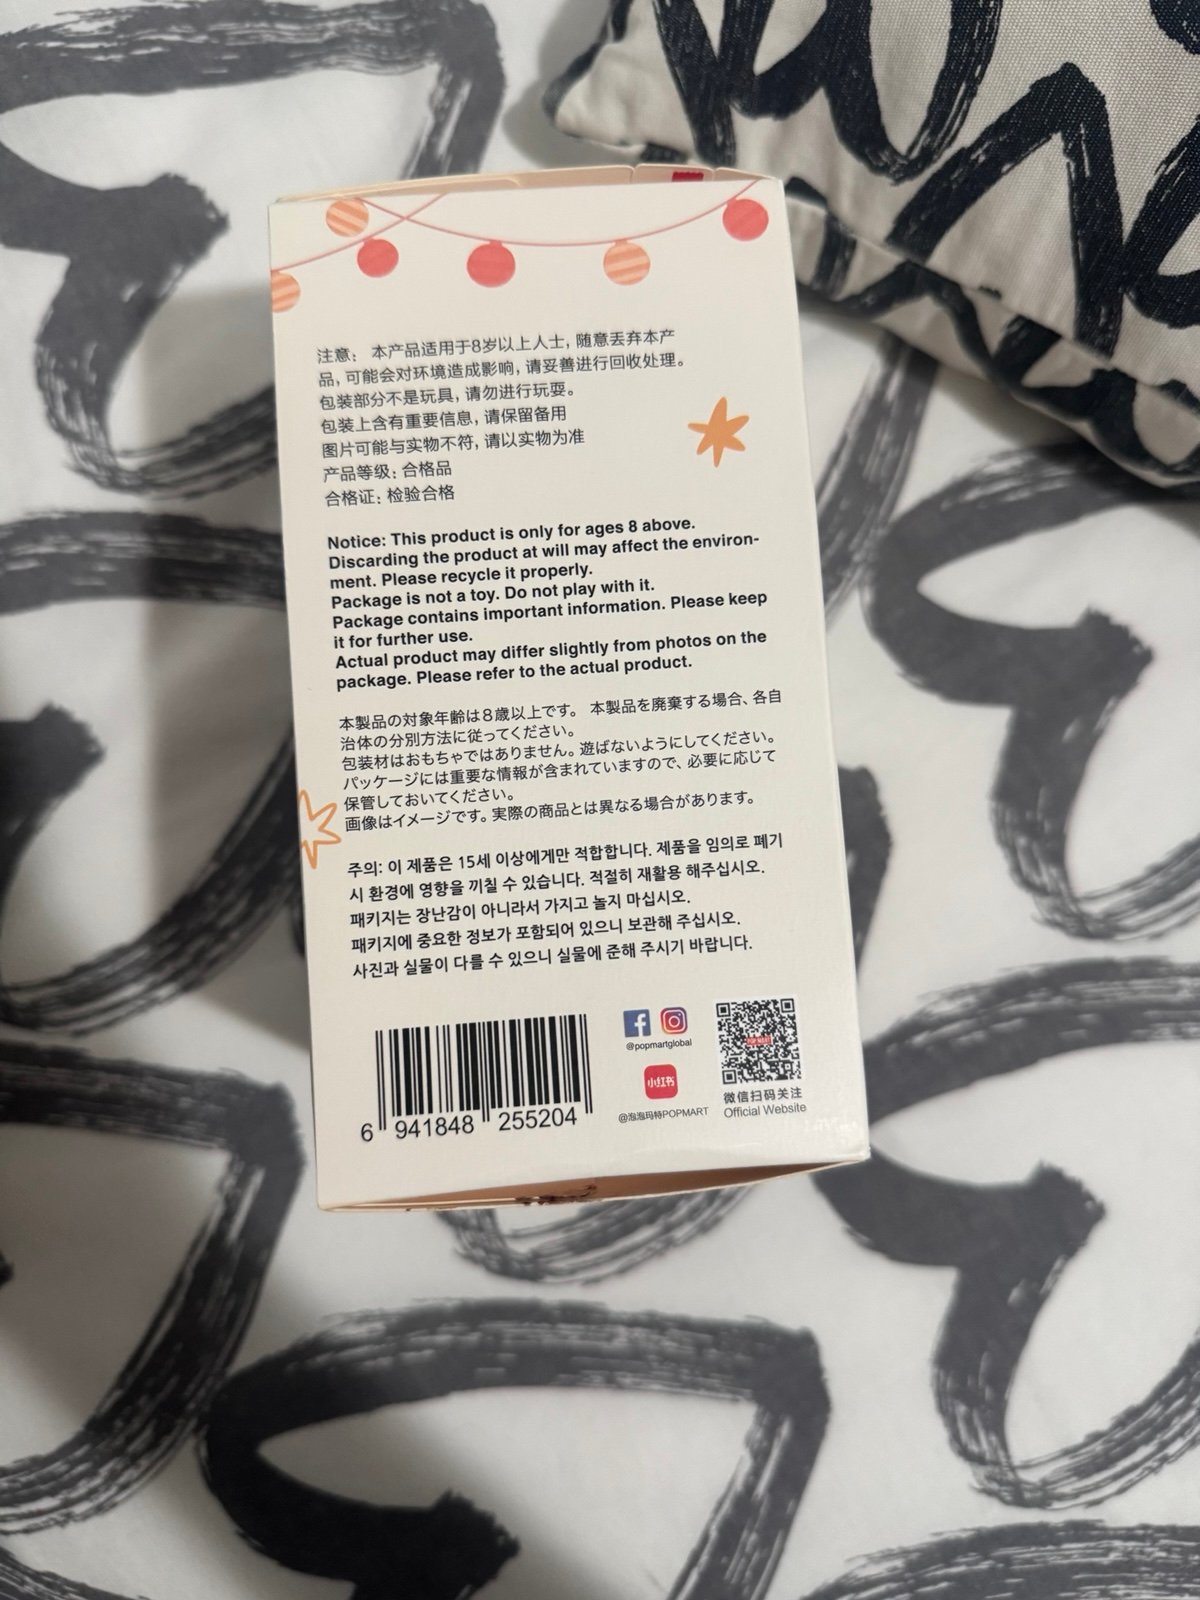 注意： 本产品适用于8岁以上人士, 随意丢弃本产
品, 可能会对环境造成影响, 请妥善进行回收处理。
包装部分不是玩具, 请勿进行玩耍。
包装上含有重要信息, 请保留备用
图片可能与实物不符, 请以实物为准
产品等级: 合格品
合格证: 检验合格
Notice: This product is only for ages 8 above.
Discarding the product at will may affect the environ-
ment. Please recycle it properly.
Package is not a toy. Do not play with it.
Package contains important information. Please keep
it for further use.
Actual product may differ slightly from photos on the
package. Please refer to the actual product.
本製品の対象年齢は８歳以上です。 本製品を廃棄する場合、各自
治体の分別方法に従ってください。
包装材はおもちゃではありません。遊ばないようにしてください。
パッケージには重要な情報が含まれていますので、必要に応じて
保管しておいてください。
画像はイメージです。実際の商品とは異なる場合があります。
주의: 이 제품은 15세 이상에게만 적합합니다. 제품을 임의로 폐기
시 환경에 영향을 끼칠 수 있습니다. 적절히 재활용 해주십시오.
패키지는 장난감이 아니라서 가지고 놀지 마십시오.
패키지에 중요한 정보가 포함되어 있으니 보관해 주십시오.
사진과 실물이 다를 수 있으니 실물에 준해 주시기 바랍니다.
@popmartglobal
小红书
@泡泡玛特POPMART
POP MART
微信扫码关注
Official Website
6 941848 255204